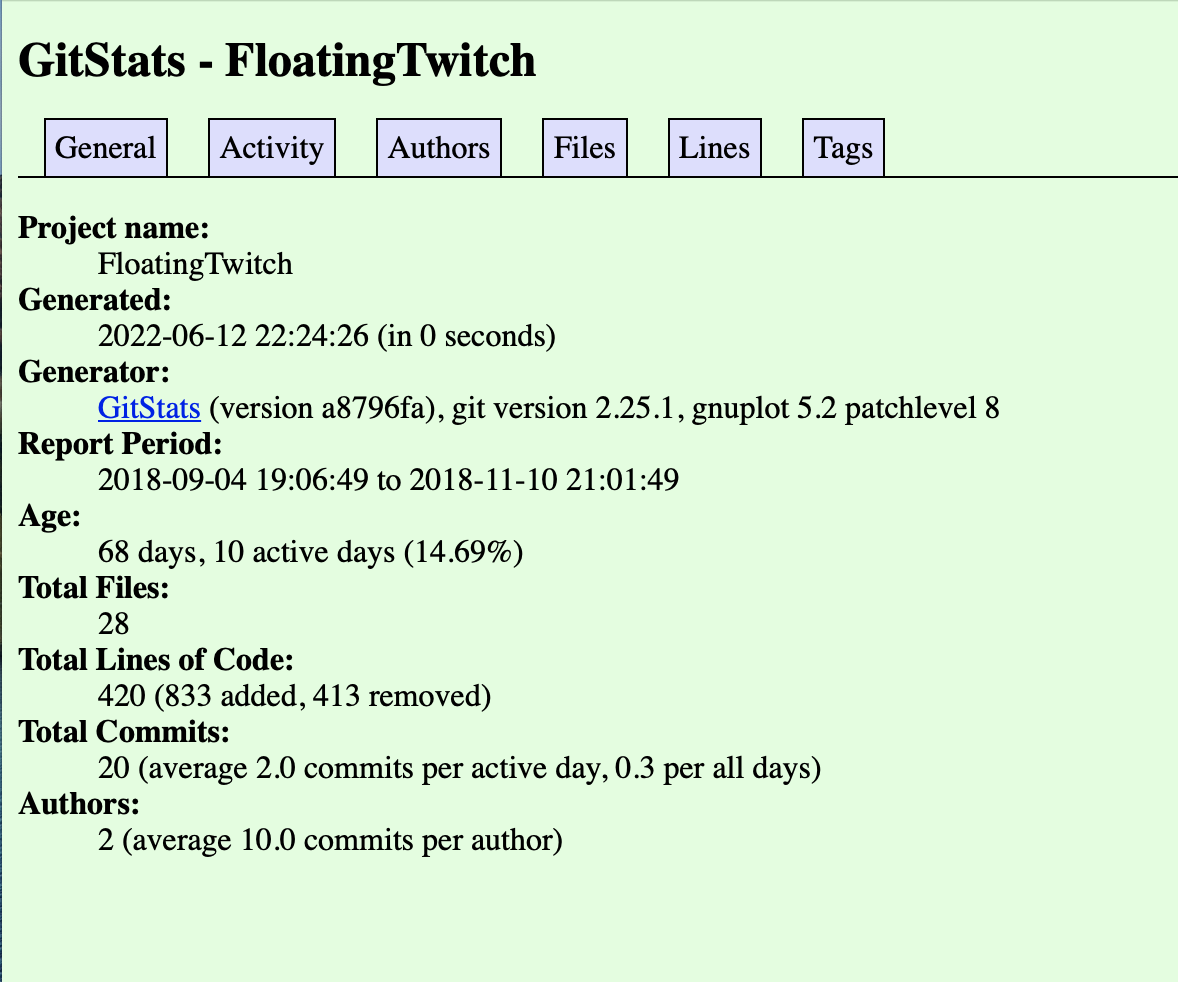 GitStats - FloatingTwitch
General Activity Authors Files Lines Tags
Project name:
FloatingTwitch
Generated:
2022-06-12 22:24:26 (in 0 seconds)
Generator:
GitStats (version a8796fa), git version 2.25.1, gnuplot 5.2 patchlevel 8
Report Period:
2018-09-04 19:06:49 to 2018-11-10 21:01:49
Age:
68 days, 10 active days (14.69%)
Total Files:
28
Total Lines of Code:
420 (833 added, 413 removed)
Total Commits:
20 (average 2.0 commits per active day, 0.3 per all days)
Authors:
2 (average 10.0 commits per author)